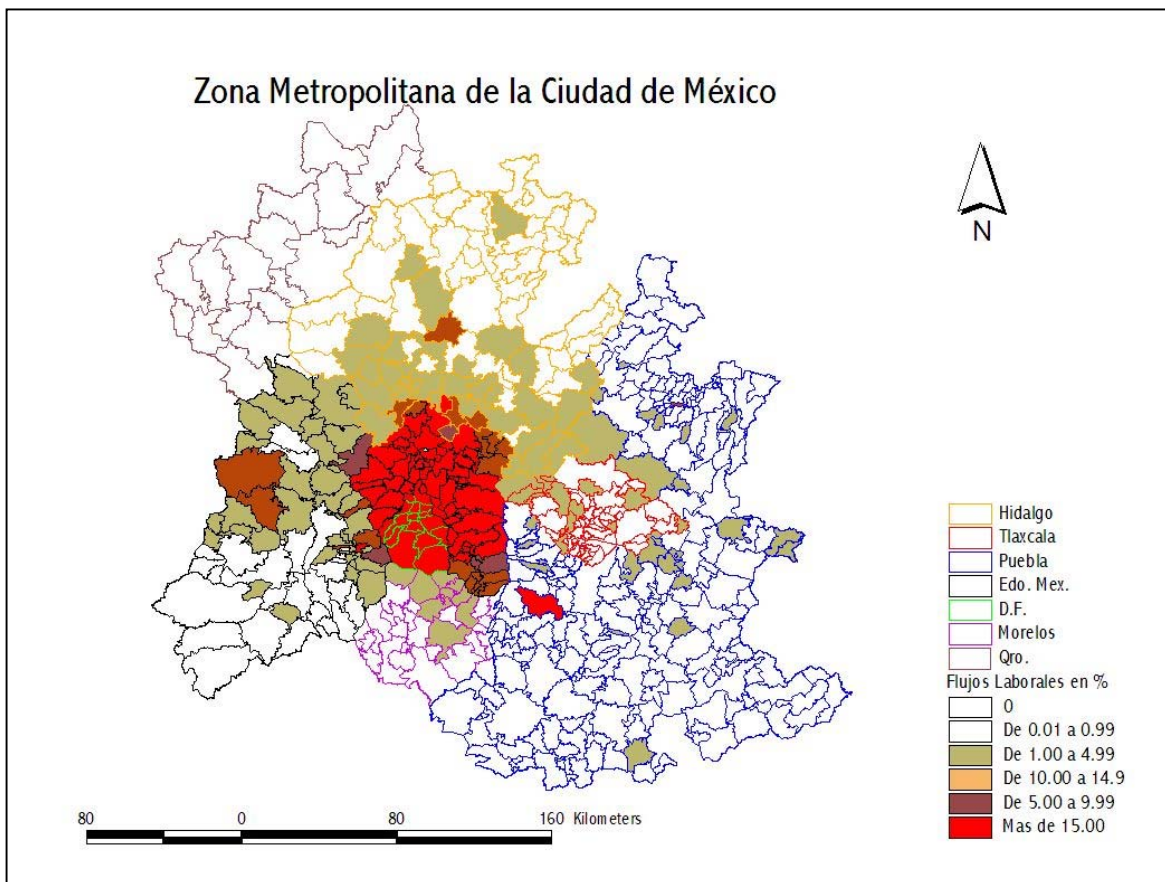 Zona Metropolitana de la Ciudad de México
N
Hidalgo
Tlaxcala
Puebla
Edo. Mex.
D.F.
Morelos
Qro.
Flujos Laborales en %
0
De 0.01 a 0.99
De 1.00 a 4.99
De 10.00 a 14.9
De 5.00 a 9.99
Mas de 15.00
80 0 80 160 Kilometers